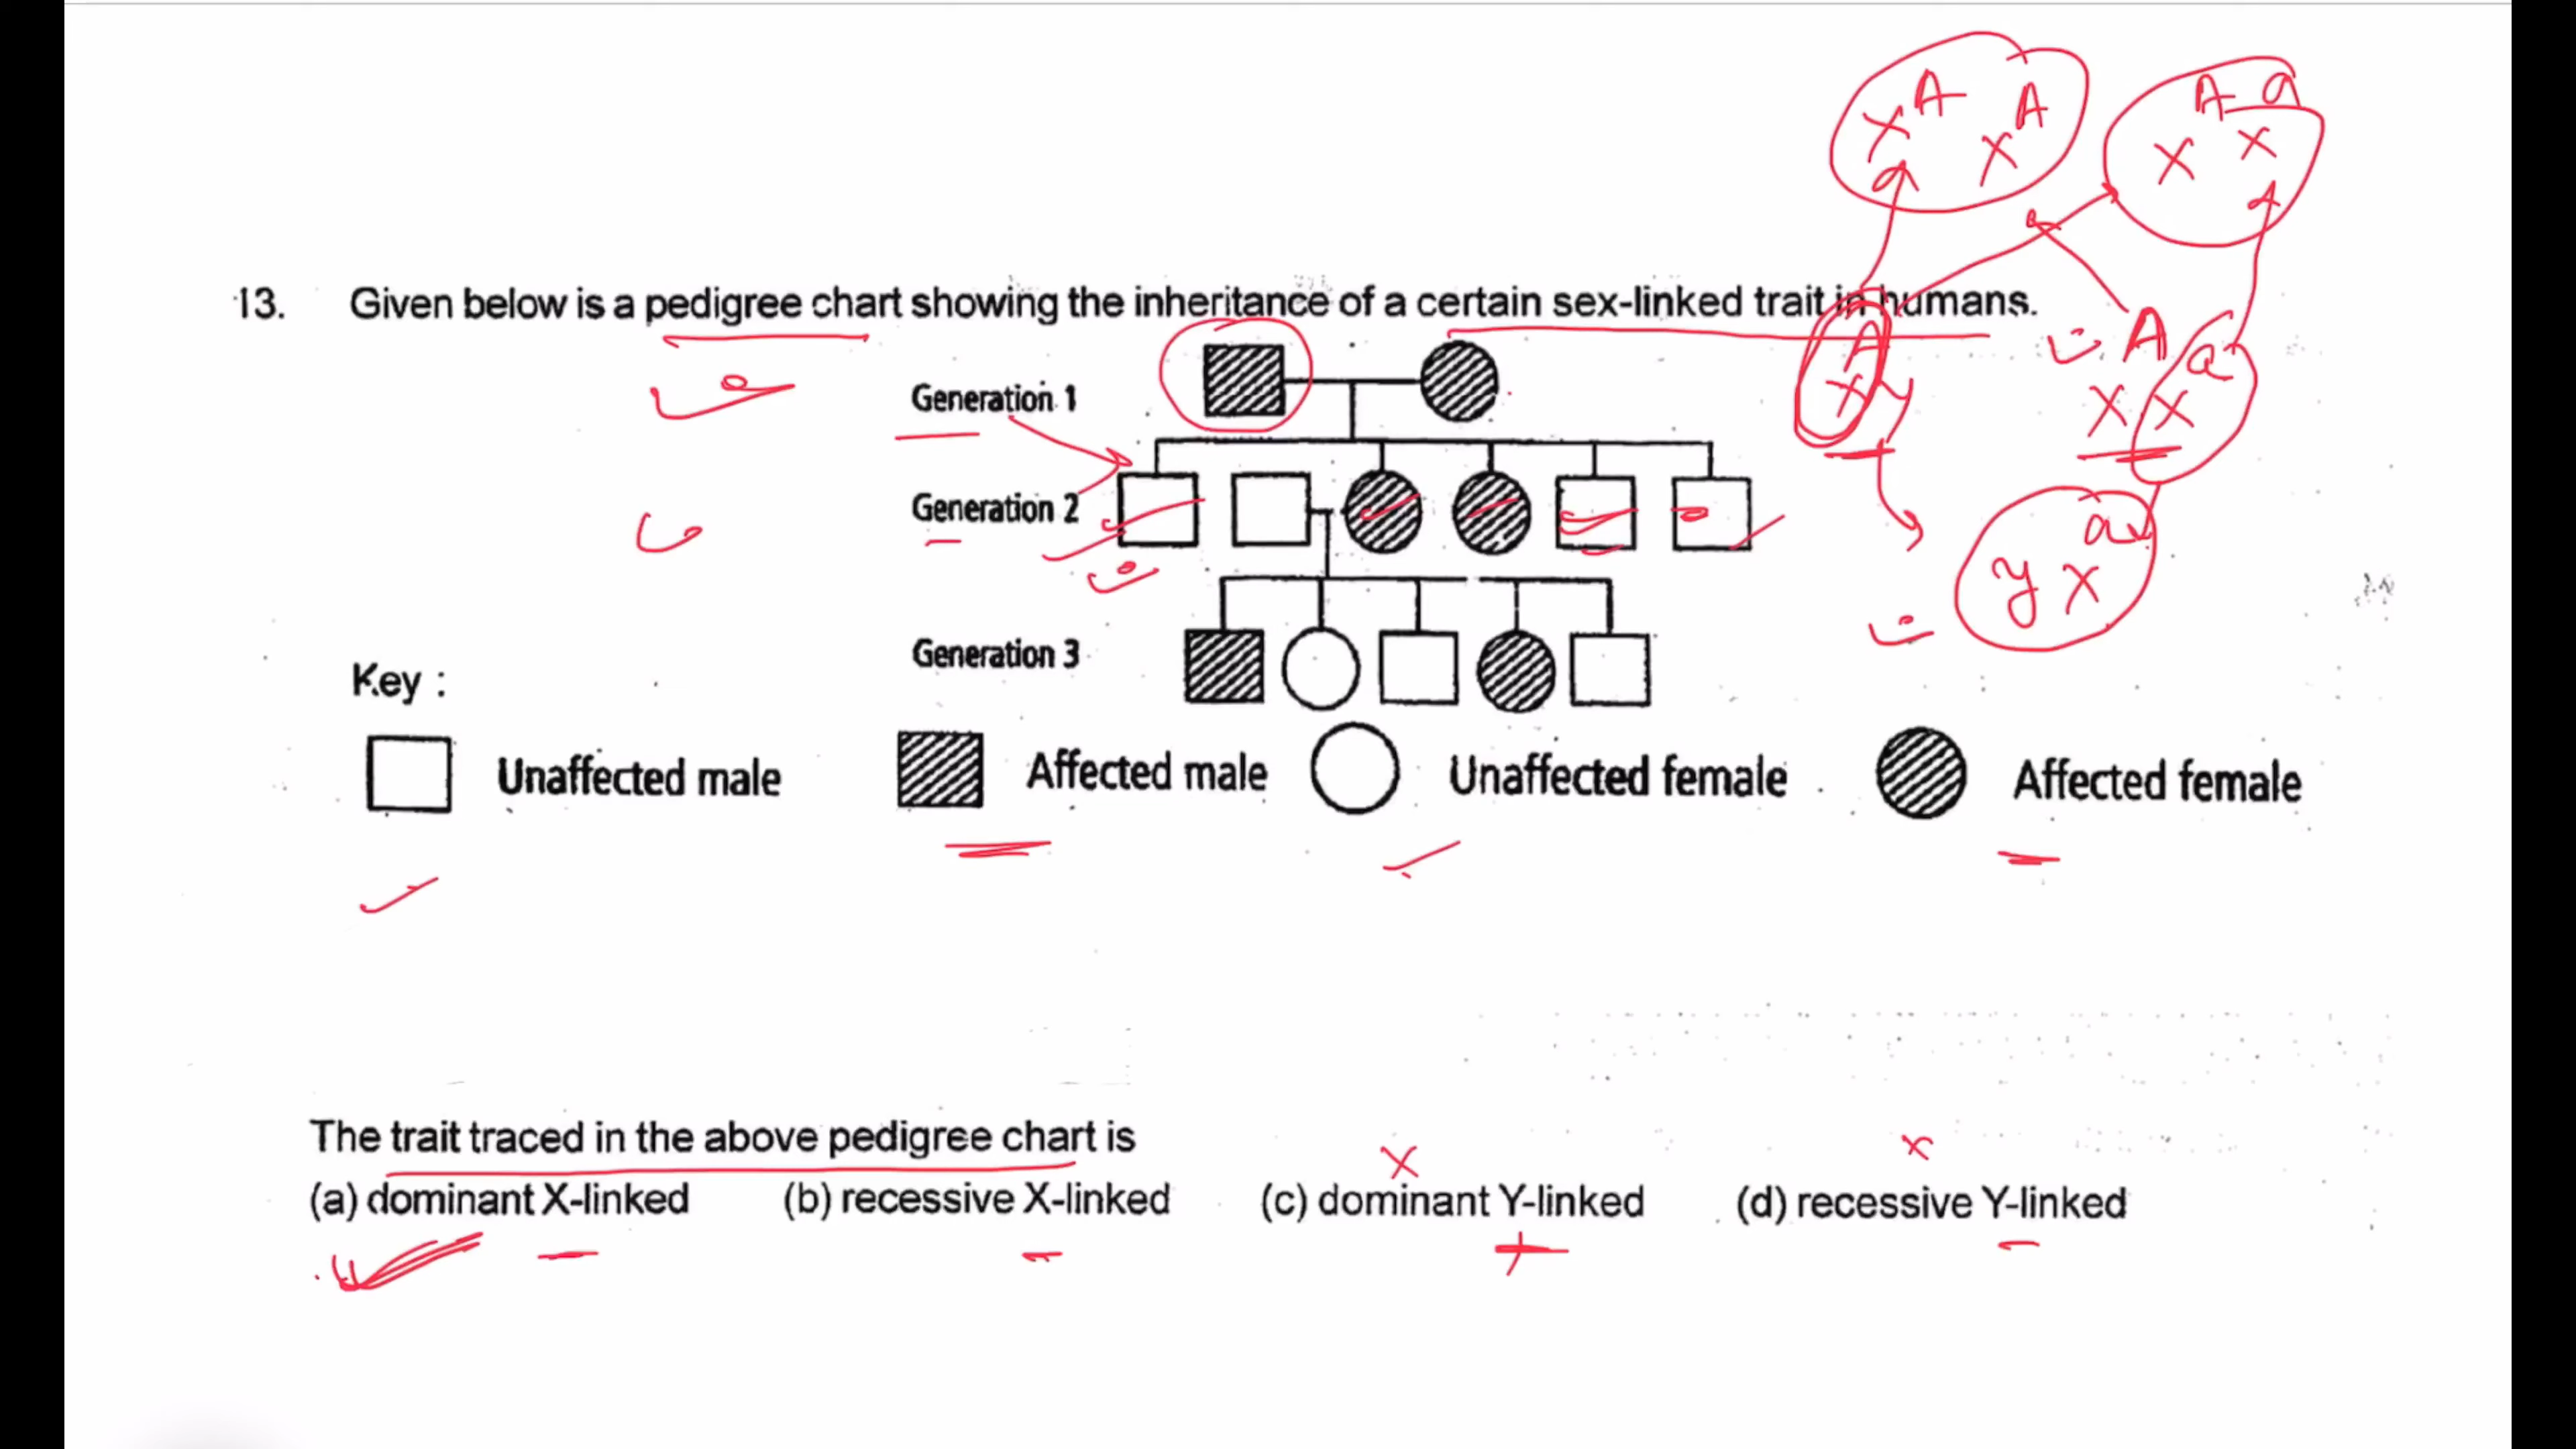 X^A X^A
A a
X X
13. Given below is a pedigree chart showing the inheritance of a certain sex-linked trait in humans.
A
X Y
A a
X X
Generation 1
Generation 2
a
y X
Generation 3
Key :
Unaffected male
Affected male
Unaffected female
Affected female
The trait traced in the above pedigree chart is
(a) dominant X-linked (b) recessive X-linked (c) dominant Y-linked (d) recessive Y-linked